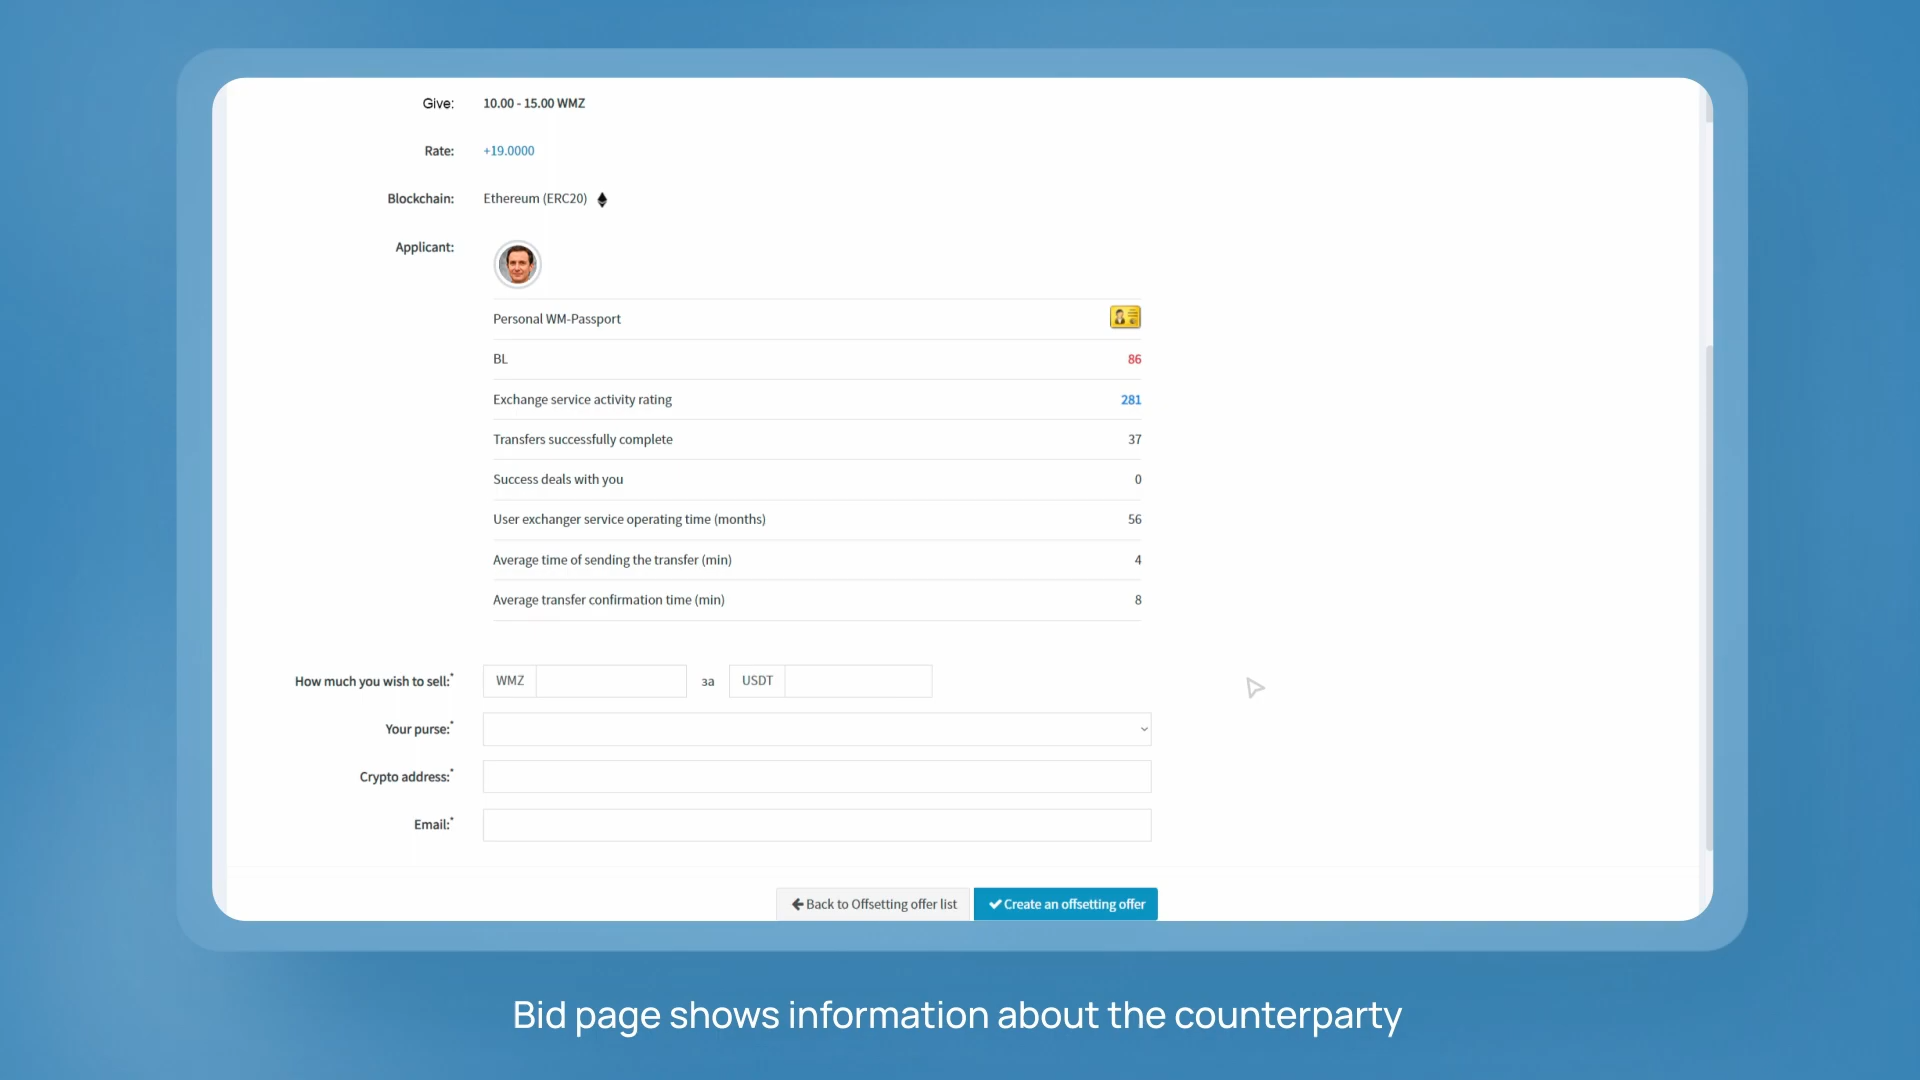 Give: 10.00 - 15.00 WMZ
Rate: +19.0000
Blockchain: Ethereum (ERC20)
Applicant:
Personal WM-Passport
BL 86
Exchange service activity rating 281
Transfers successfully complete 37
Success deals with you 0
User exchanger service operating time (months) 56
Average time of sending the transfer (min) 4
Average transfer confirmation time (min) 8
How much you wish to sell:* WMZ за USDT
Your purse:*
Crypto address:*
Email:*
Back to Offsetting offer list Create an offsetting offer
Bid page shows information about the counterparty